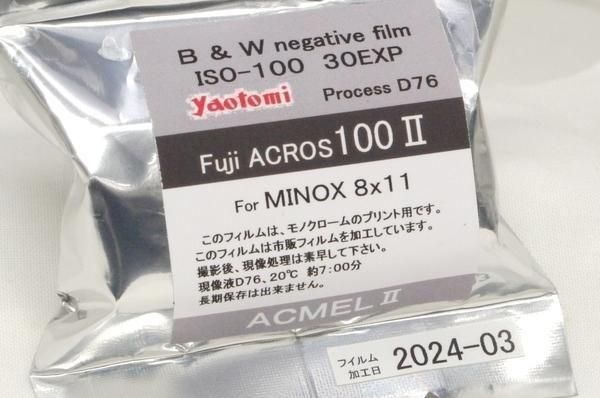 B & W negative film
ISO-100 30EXP
yaotomi Process D76
Fuji ACROS100 II
For MINOX 8x11
このフィルムは、モノクロームのプリント用です。
このフィルムは市販フィルムを加工しています。
撮影後、現像処理は素早して下さい。
現像液D76、20℃ 約7:00分
長期保存は出来ません。
ACMEL II
フイルム
加工日 2024-03